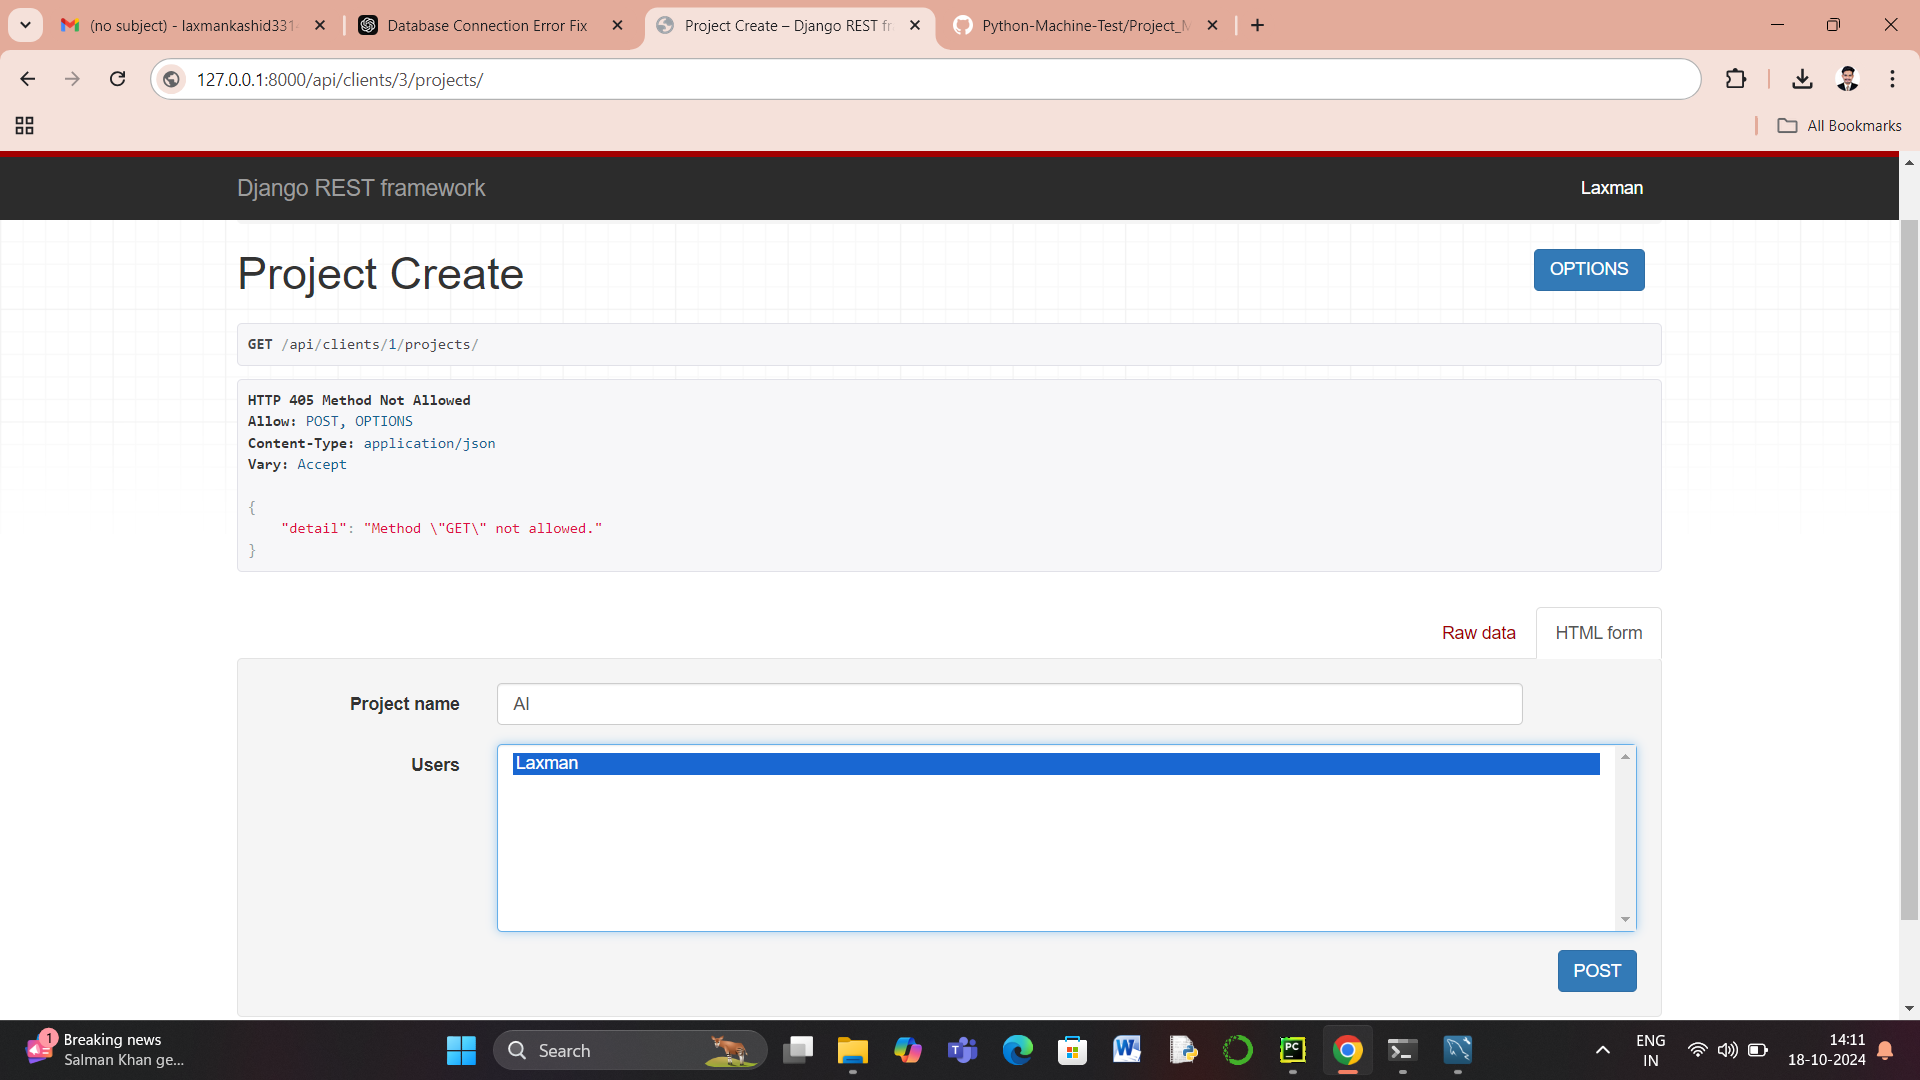 (no subject) - laxmankashid331
Database Connection Error Fix
Project Create – Django REST fr
Python-Machine-Test/Project_M
127.0.0.1:8000/api/clients/3/projects/
All Bookmarks
Django REST framework
Laxman
Project Create
OPTIONS
GET /api/clients/1/projects/
HTTP 405 Method Not Allowed
Allow: POST, OPTIONS
Content-Type: application/json
Vary: Accept
{
"detail": "Method \"GET\" not allowed."
}
Raw data
HTML form
Project name
AI
Users
Laxman
POST
1
Breaking news
Salman Khan ge...
Search
PC
ENG
IN
14:11
18-10-2024